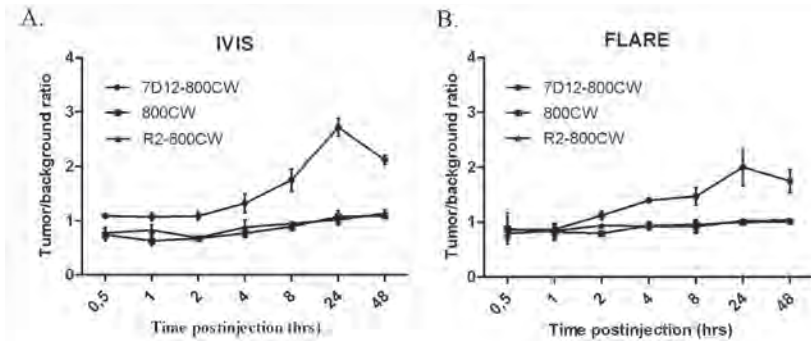 A.
IVIS
Tumor/background ratio
4
3
2
1
0
7D12-800CW
800CW
R2-800CW
0,5
1
2
4
8
24
48
Time postinjection (hrs)
B.
FLARE
Tumor/background ratio
4
3
2
1
0
7D12-800CW
800CW
R2-800CW
0,5
1
2
4
8
24
48
Time postinjection (hrs)